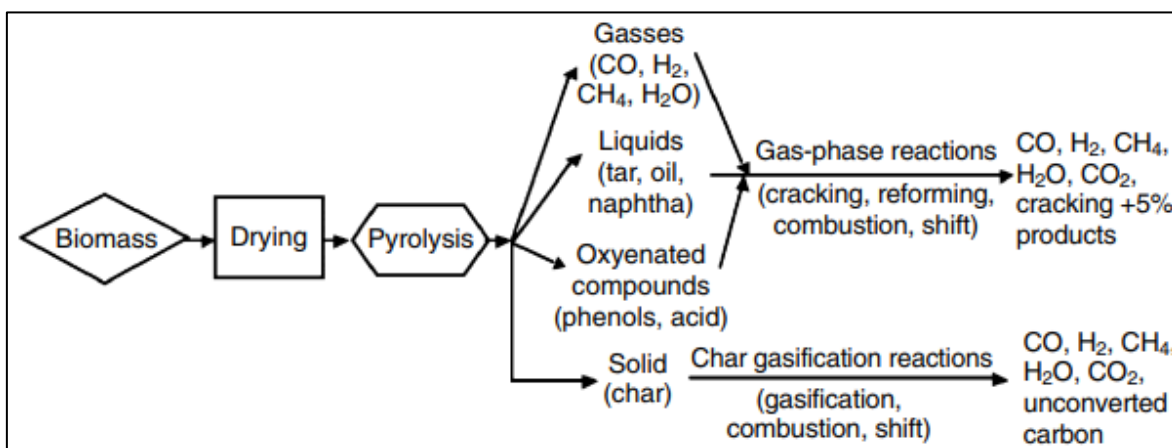 Biomass
Drying
Pyrolysis
Gasses
(CO, H₂,
CH₄, H₂O)
Liquids
(tar, oil,
naphtha)
Oxyenated
compounds
(phenols, acid)
Solid
(char)
Gas-phase reactions
(cracking, reforming,
combustion, shift)
CO, H₂, CH₄,
H₂O, CO₂,
cracking +5%
products
Char gasification reactions
(gasification,
combustion, shift)
CO, H₂, CH₄,
H₂O, CO₂,
unconverted
carbon